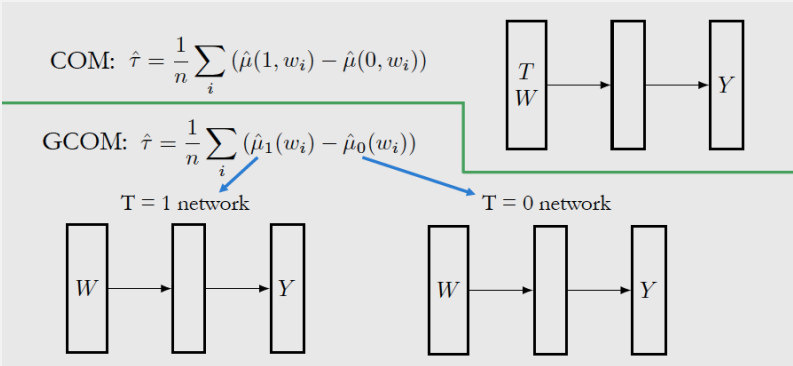 COM: τ̂ = 1/n ∑_i (μ̂(1, w_i) − μ̂(0, w_i))
T
W
Y
GCOM: τ̂ = 1/n ∑_i (μ̂_1(w_i) − μ̂_0(w_i))
T = 1 network
T = 0 network
W
Y
W
Y